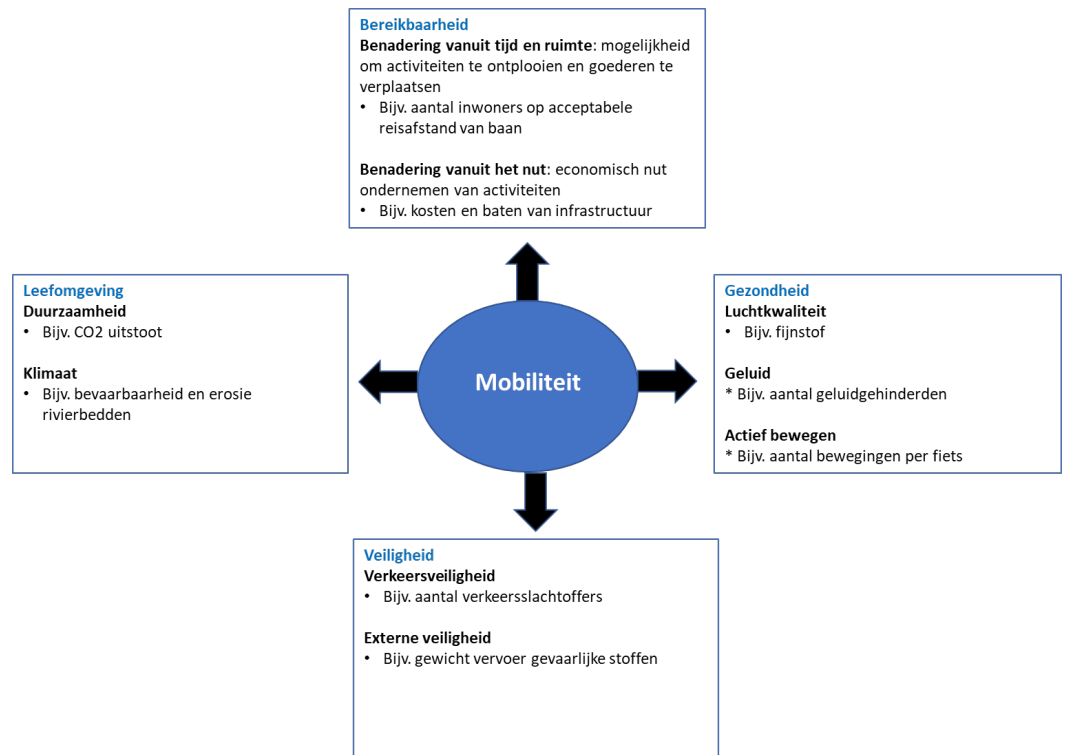 Bereikbaarheid
Benadering vanuit tijd en ruimte: mogelijkheid
om activiteiten te ontplooien en goederen te
verplaatsen
• Bijv. aantal inwoners op acceptabele
reisafstand van baan
Benadering vanuit het nut: economisch nut
ondernemen van activiteiten
• Bijv. kosten en baten van infrastructuur
Leefomgeving
Duurzaamheid
• Bijv. CO2 uitstoot
Klimaat
• Bijv. bevaarbaarheid en erosie
rivierbedden
Mobiliteit
Gezondheid
Luchtkwaliteit
• Bijv. fijnstof
Geluid
* Bijv. aantal geluidgehinderden
Actief bewegen
* Bijv. aantal bewegingen per fiets
Veiligheid
Verkeersveiligheid
• Bijv. aantal verkeersslachtoffers
Externe veiligheid
• Bijv. gewicht vervoer gevaarlijke stoffen